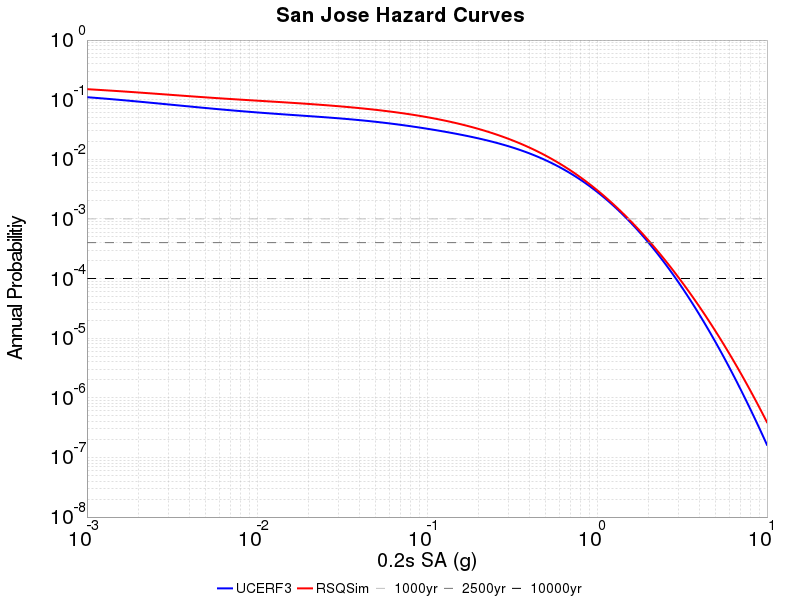 San Jose Hazard Curves
10^0
10^-1
10^-2
10^-3
10^-4
10^-5
10^-6
10^-7
10^-8
Annual Probabilitiy
10^-3 10^-2 10^-1 10^0 10^1
0.2s SA (g)
UCERF3 RSQSim 1000yr 2500yr 10000yr